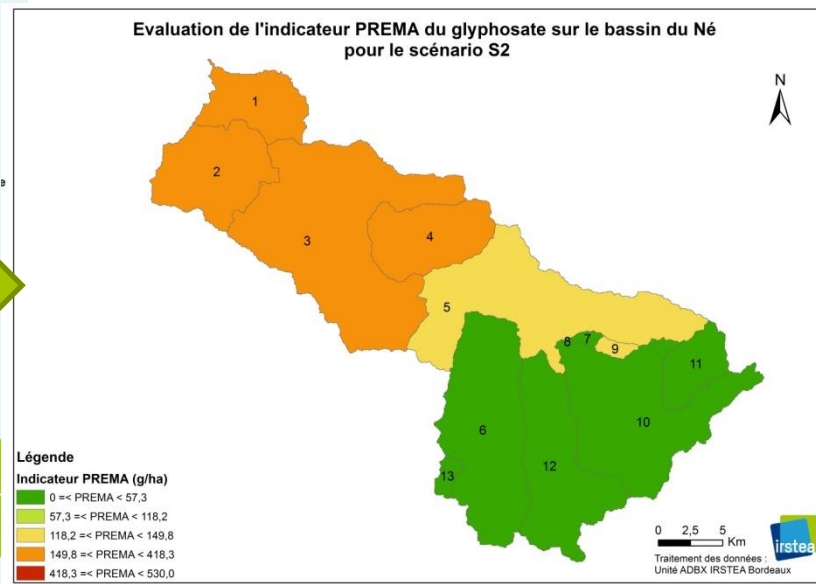 Evaluation de l'indicateur PREMA du glyphosate sur le bassin du Né
pour le scénario S2
N
1
2
3
4
5
6
7
8
9
10
11
12
13
e
Légende
Indicateur PREMA (g/ha)
0 =< PREMA < 57,3
57,3 =< PREMA < 118,2
118,2 =< PREMA < 149,8
149,8 =< PREMA < 418,3
418,3 =< PREMA < 530,0
0 2,5 5
Km
Traitement des données :
Unité ADBX IRSTEA Bordeaux
irstea